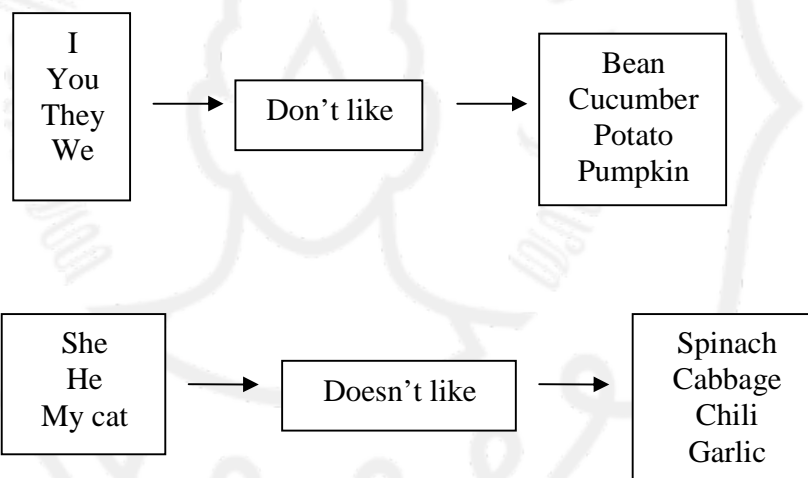 I
You
They
We
Don’t like
Bean
Cucumber
Potato
Pumpkin
She
He
My cat
Doesn’t like
Spinach
Cabbage
Chili
Garlic